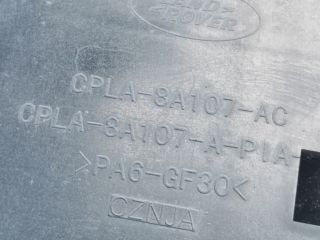 LAND-
ROVER
CPLA-8A107-AC
CPLA-8A107-A-PIA-
>PA6-GF30<
CZNJA